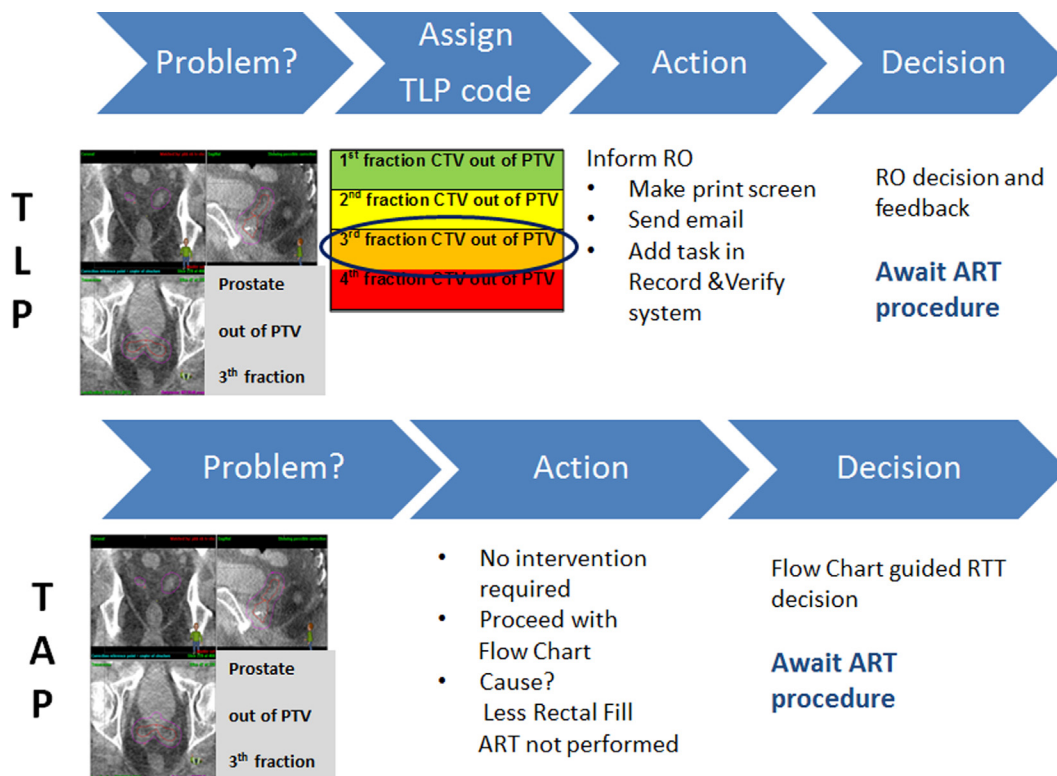 Problem?
Assign
TLP code
Action
Decision
T
L
P
Prostate
out of PTV
3th fraction
1st fraction CTV out of PTV
2nd fraction CTV out of PTV
3rd fraction CTV out of PTV
4th fraction CTV out of PTV
Inform RO
• Make print screen
• Send email
• Add task in
Record &Verify
system
RO decision and
feedback
Await ART
procedure
Problem?
Action
Decision
T
A
P
Prostate
out of PTV
3th fraction
• No intervention
required
• Proceed with
Flow Chart
• Cause?
Less Rectal Fill
ART not performed
Flow Chart guided RTT
decision
Await ART
procedure